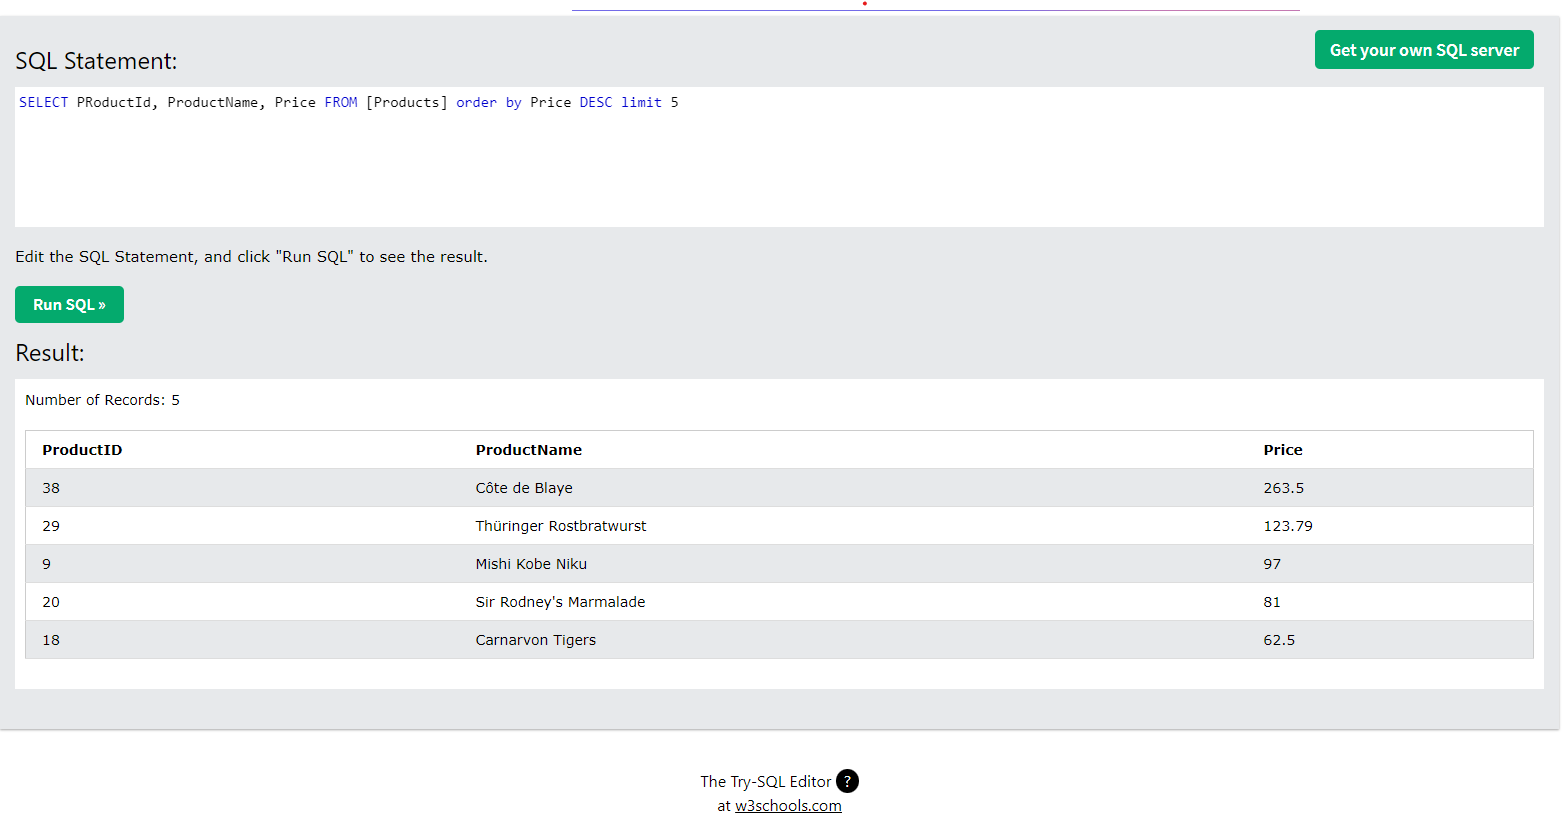 Get your own SQL server
SQL Statement:
SELECT PRoductId, ProductName, Price FROM [Products] order by Price DESC limit 5
Edit the SQL Statement, and click "Run SQL" to see the result.
Run SQL »
Result:
Number of Records: 5
ProductID ProductName Price
38 Côte de Blaye 263.5
29 Thüringer Rostbratwurst 123.79
9 Mishi Kobe Niku 97
20 Sir Rodney's Marmalade 81
18 Carnarvon Tigers 62.5
The Try-SQL Editor ?
at w3schools.com